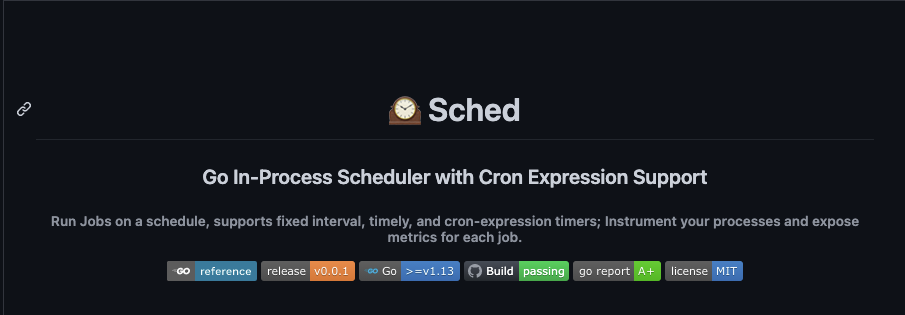 Sched
Go In-Process Scheduler with Cron Expression Support
Run Jobs on a schedule, supports fixed interval, timely, and cron-expression timers; Instrument your processes and expose
metrics for each job.
GO reference release v0.0.1 GO Go >=v1.13 Build passing go report A+ license MIT